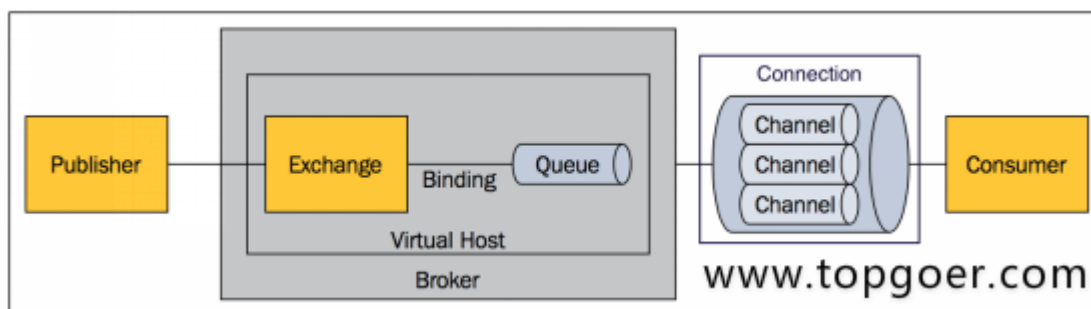 Connection
Channel
Publisher
Exchange
Binding
Queue
Channel
Consumer
Channel
Virtual Host
Broker
www.topgoer.com